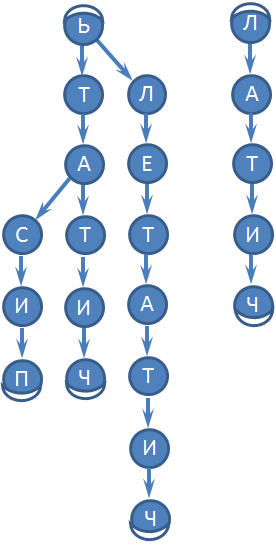 Ь Л
Т Л А
А Е Т
С Т Т И
И И А Ч
П Ч Т
И
Ч